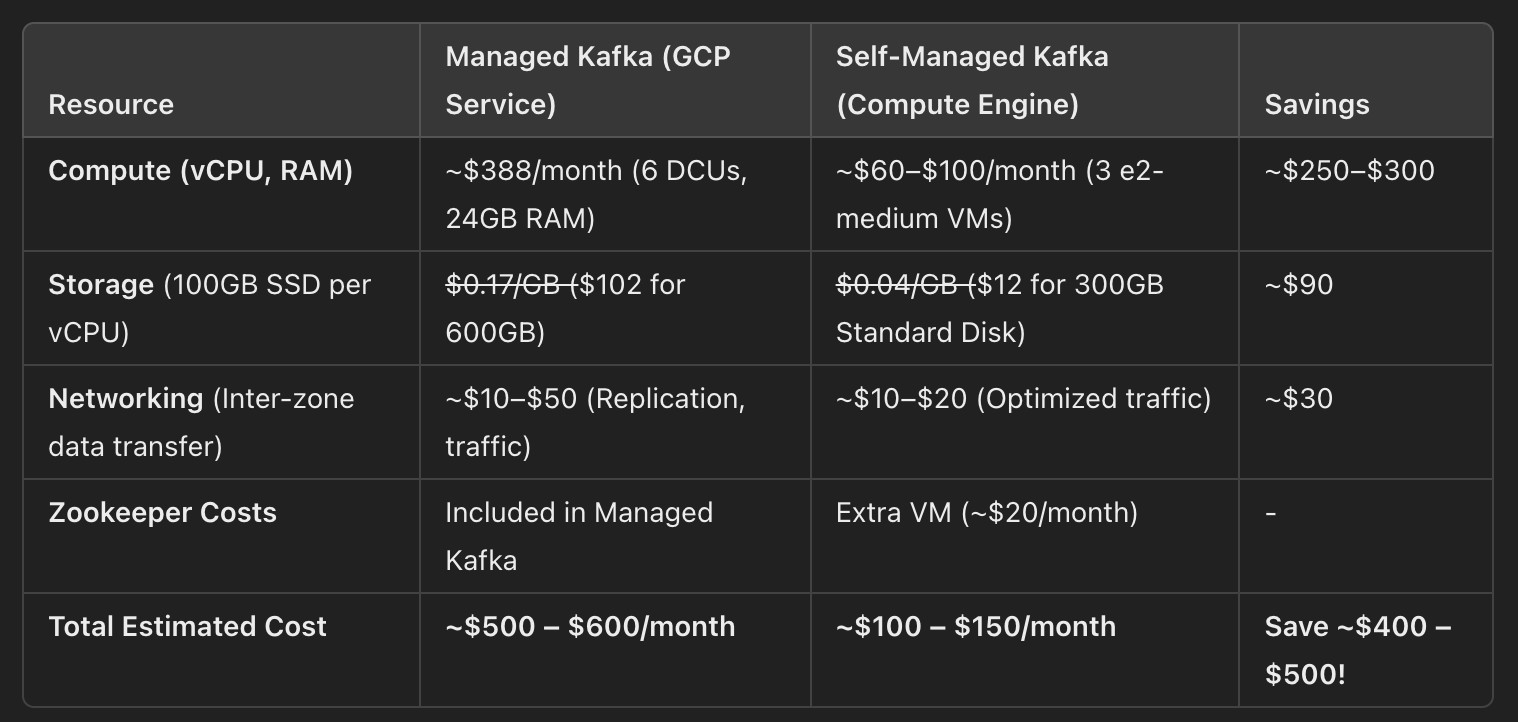 Resource
Managed Kafka (GCP
Service)
Self-Managed Kafka
(Compute Engine)
Savings
Compute (vCPU, RAM)
~$388/month (6 DCUs,
24GB RAM)
~$60–$100/month (3 e2-
medium VMs)
~$250–$300
Storage (100GB SSD per
vCPU)
$0.17/GB ($102 for
600GB)
$0.04/GB ($12 for 300GB
Standard Disk)
~$90
Networking (Inter-zone
data transfer)
~$10–$50 (Replication,
traffic)
~$10–$20 (Optimized traffic)
~$30
Zookeeper Costs
Included in Managed
Kafka
Extra VM (~$20/month)
-
Total Estimated Cost
~$500 – $600/month
~$100 – $150/month
Save ~$400 –
$500!